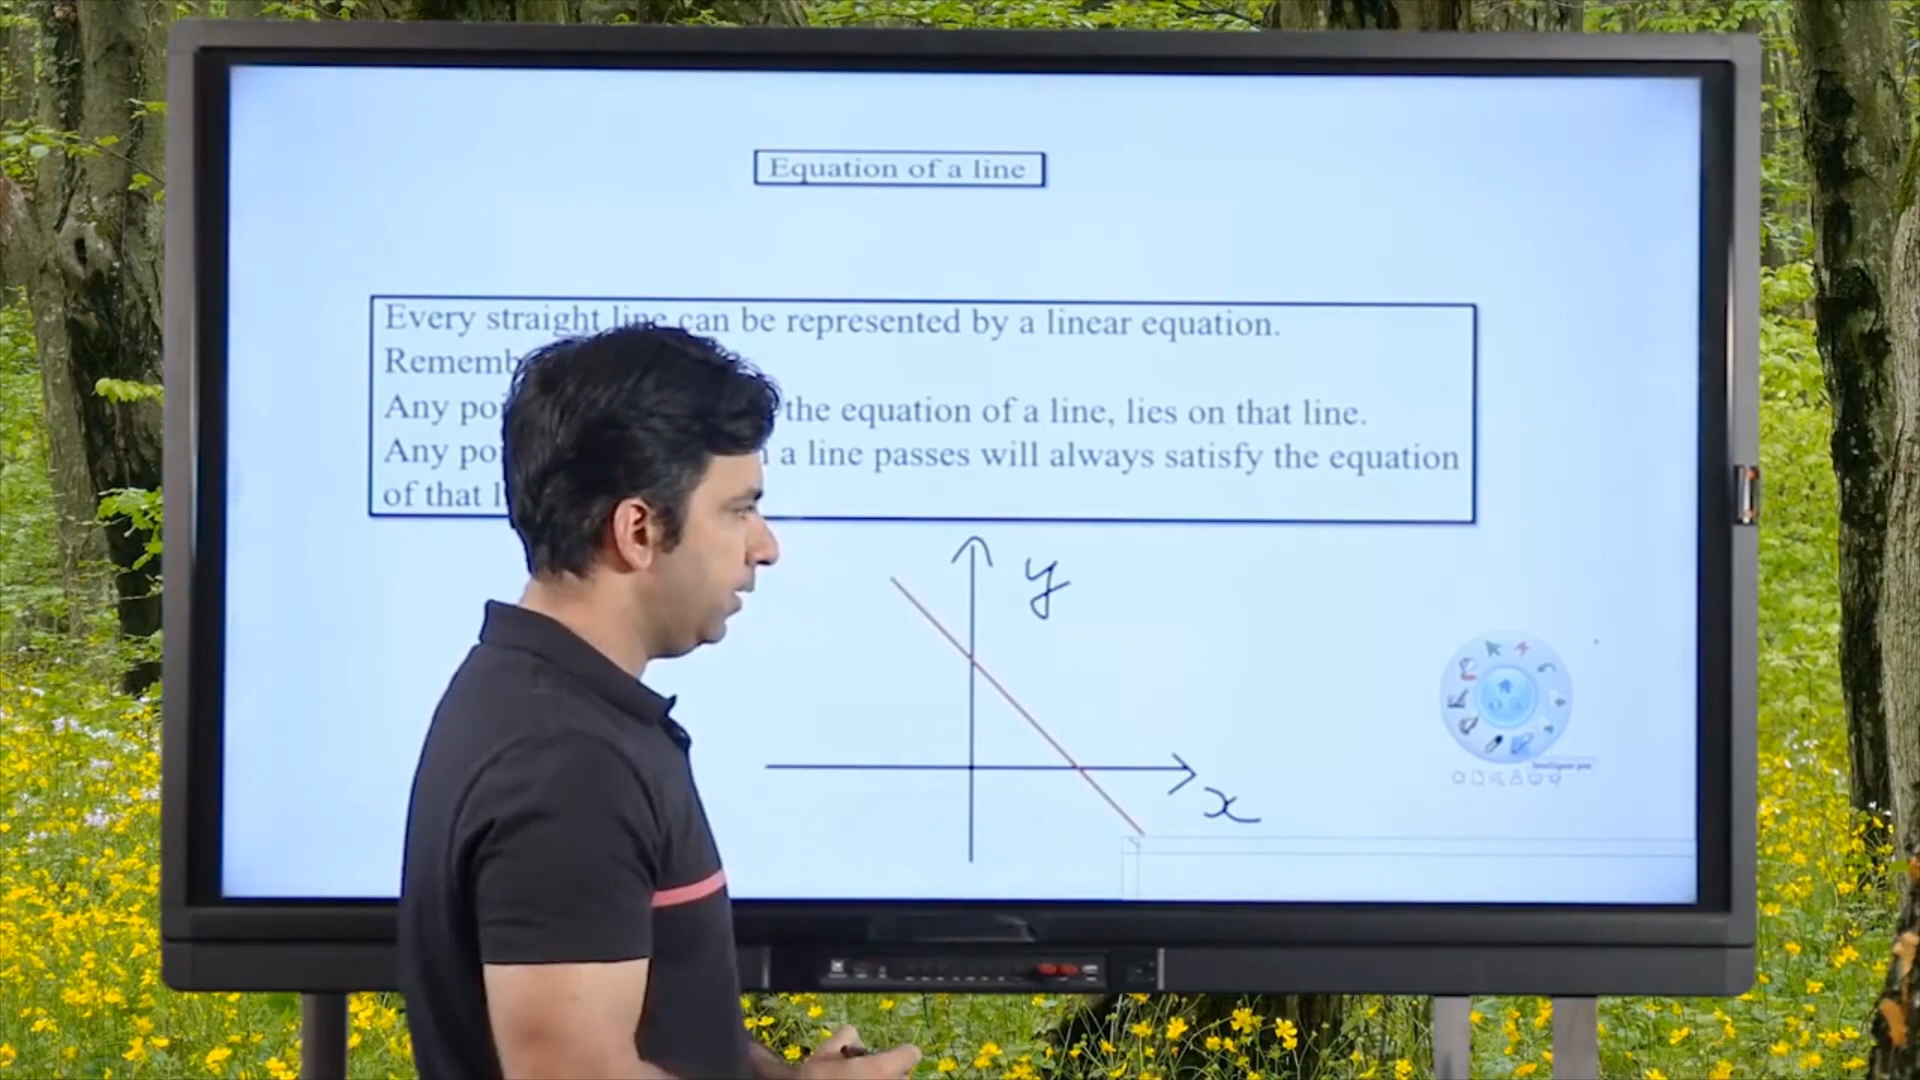 Equation of a line
Every straight line can be represented by a linear equation.
Rememb
Any poi the equation of a line, lies on that line.
Any po a line passes will always satisfy the equation
of that l
y
x